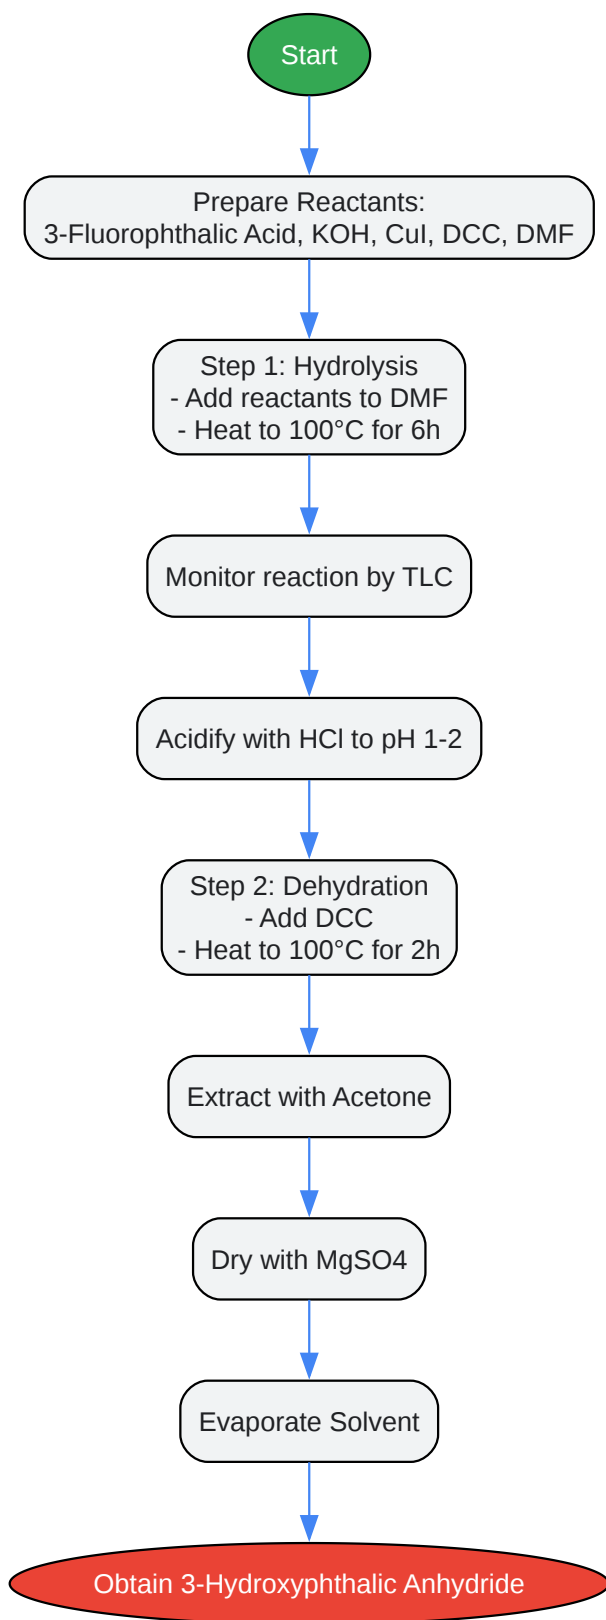 Start
Prepare Reactants:
3-Fluorophthalic Acid, KOH, CuI, DCC, DMF
Step 1: Hydrolysis
- Add reactants to DMF
- Heat to 100°C for 6h
Monitor reaction by TLC
Acidify with HCl to pH 1-2
Step 2: Dehydration
- Add DCC
- Heat to 100°C for 2h
Extract with Acetone
Dry with MgSO4
Evaporate Solvent
Obtain 3-Hydroxyphthalic Anhydride